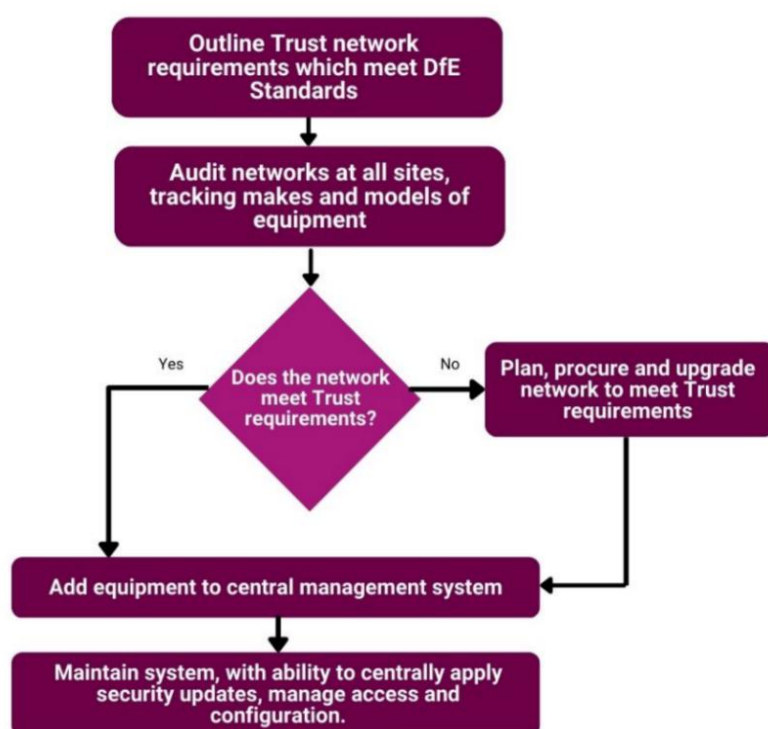 Outline Trust network
requirements which meet DfE
Standards
Audit networks at all sites,
tracking makes and models of
equipment
Yes
Does the network
meet Trust
requirements?
No
Plan, procure and upgrade
network to meet Trust
requirements
Add equipment to central management system
Maintain system, with ability to centrally apply
security updates, manage access and
configuration.